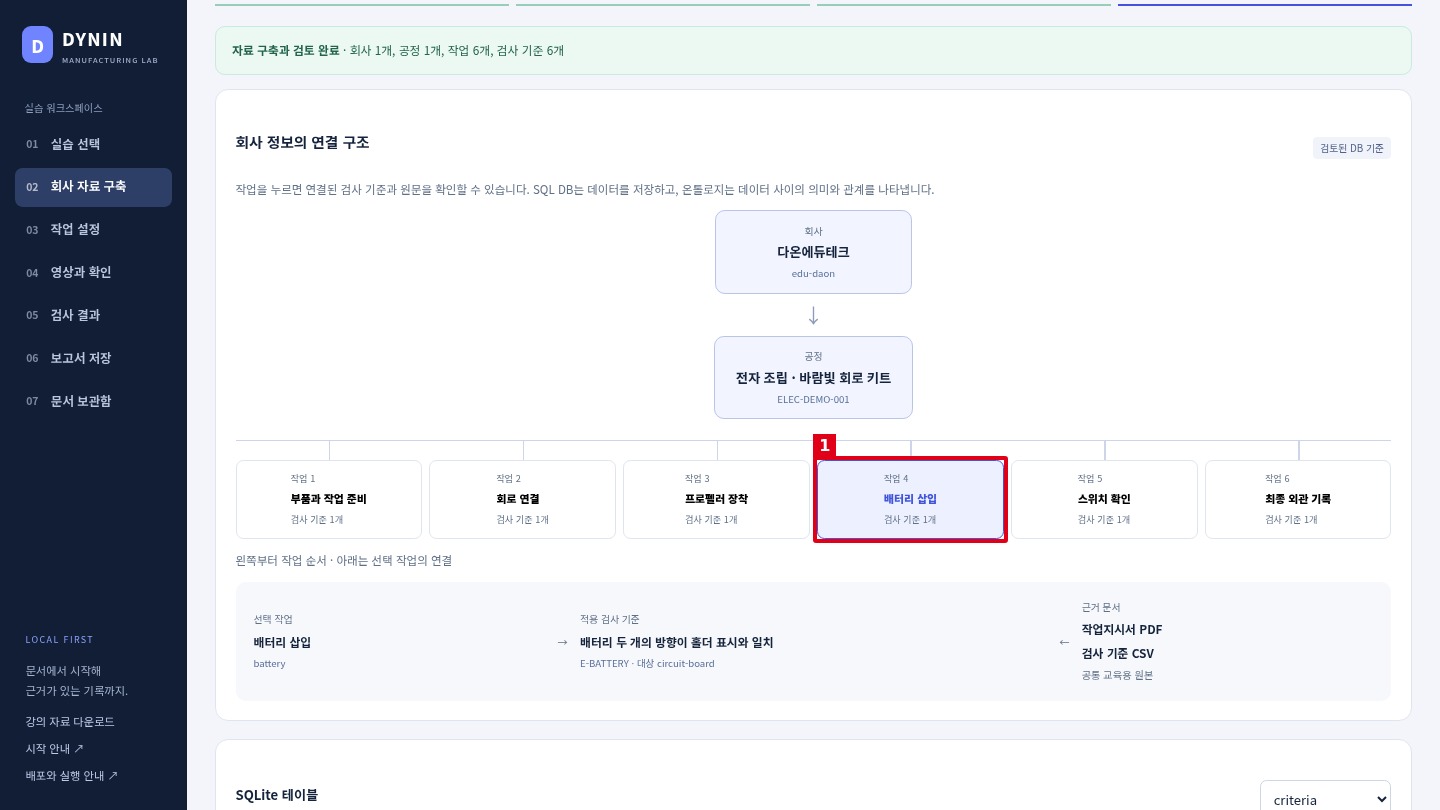 D DYNIN
MANUFACTURING LAB
실습 워크스페이스
01 실습 선택
02 회사 자료 구축
03 작업 설정
04 영상과 확인
05 검사 결과
06 보고서 저장
07 문서 보관함
LOCAL FIRST
문서에서 시작해
근거가 있는 기록까지.
강의 자료 다운로드
시작 안내 ↗
배포와 실행 안내 ↗
자료 구축과 검토 완료 · 회사 1개, 공정 1개, 작업 6개, 검사 기준 6개
회사 정보의 연결 구조
검토된 DB 기준
작업을 누르면 연결된 검사 기준과 원문을 확인할 수 있습니다. SQL DB는 데이터를 저장하고, 온톨로지는 데이터 사이의 의미와 관계를 나타냅니다.
회사
다온에듀테크
edu-daon
↓
공정
전자 조립 · 바람빛 회로 키트
ELEC-DEMO-001
1
작업 1
부품과 작업 준비
검사 기준 1개
작업 2
회로 연결
검사 기준 1개
작업 3
프로펠러 장착
검사 기준 1개
작업 4
배터리 삽입
검사 기준 1개
작업 5
스위치 확인
검사 기준 1개
작업 6
최종 외관 기록
검사 기준 1개
왼쪽부터 작업 순서 · 아래는 선택 작업의 연결
선택 작업
배터리 삽입
battery
→
적용 검사 기준
배터리 두 개의 방향이 홀더 표시와 일치
E-BATTERY · 대상 circuit-board
←
근거 문서
작업지시서 PDF
검사 기준 CSV
공통 교육용 원본
SQLite 테이블
criteria